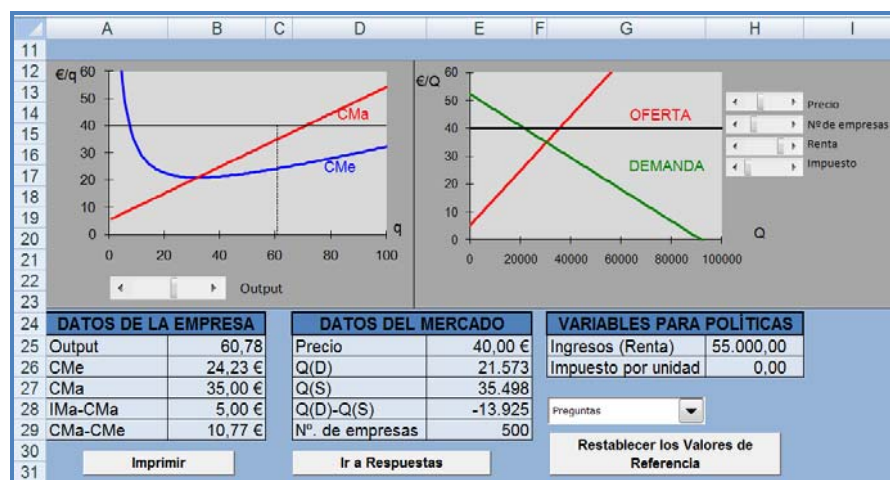 A B C D E F G H I
11
12
13
14
15
16
17
18
19
20
21
22
23
24
25
26
27
28
29
30
31
€/q
60
50
40
30
20
10
0
0 20 40 60 80 100
q
CMa
CMe
Output
€/Q
60
50
40
30
20
10
0
0 20000 40000 60000 80000 100000
Q
OFERTA
DEMANDA
Precio
Nº de empresas
Renta
Impuesto
DATOS DE LA EMPRESA
Output 60,78
CMe 24,23 €
CMa 35,00 €
IMa-CMa 5,00 €
CMa-CMe 10,77 €
Imprimir
DATOS DEL MERCADO
Precio 40,00 €
Q(D) 21.573
Q(S) 35.498
Q(D)-Q(S) -13.925
Nº. de empresas 500
Ir a Respuestas
VARIABLES PARA POLÍTICAS
Ingresos (Renta) 55.000,00
Impuesto por unidad 0,00
Preguntas
Restablecer los Valores de
Referencia